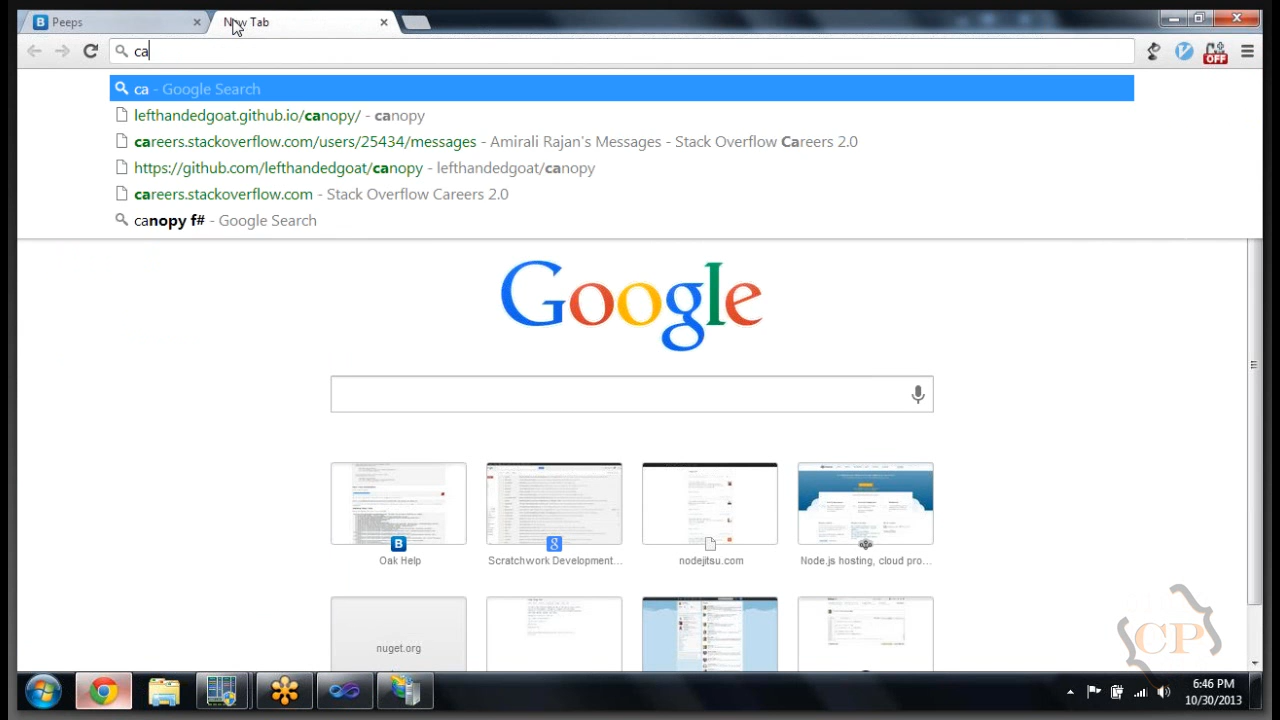 Peeps
New Tab
ca
OFF
ca - Google Search
lefthandedgoat.github.io/canopy/ - canopy
careers.stackoverflow.com/users/25434/messages - Amirali Rajan's Messages - Stack Overflow Careers 2.0
https://github.com/lefthandedgoat/canopy - lefthandedgoat/canopy
careers.stackoverflow.com - Stack Overflow Careers 2.0
canopy f# - Google Search
Google
Oak Help
Scratchwork Development...
nodejitsu.com
Node.js hosting, cloud pro...
nuget.org
{CP}
6:46 PM
10/30/2013